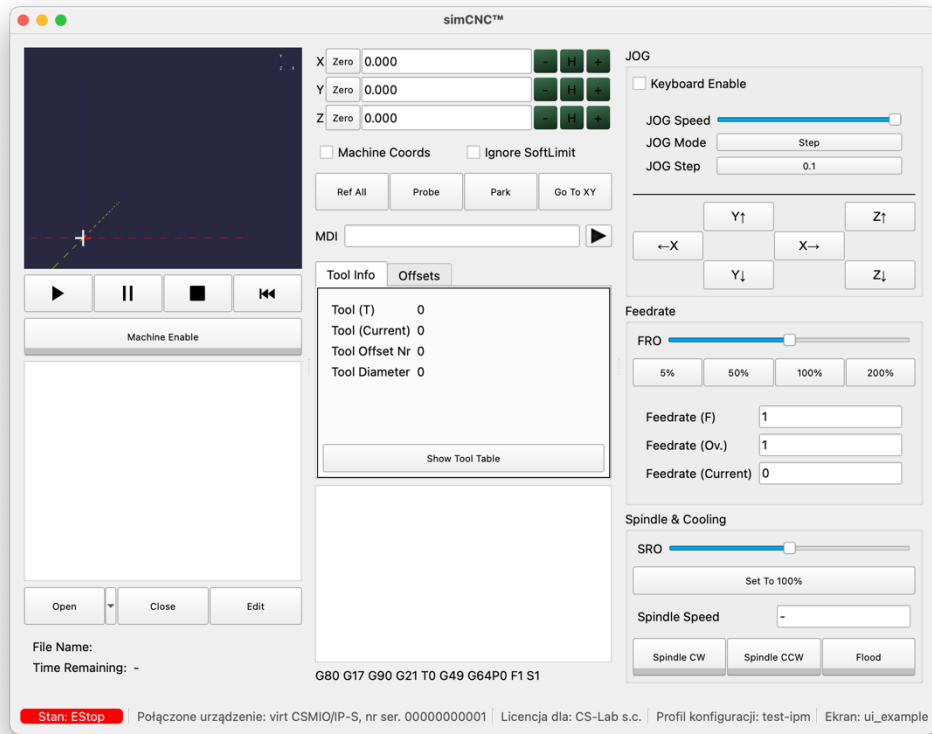 simCNC™
X Zero 0.000 - H +
Y Zero 0.000 - H +
Z Zero 0.000 - H +
Machine Coords Ignore SoftLimit
Ref All Probe Park Go To XY
MDI
Tool Info Offsets
Tool (T) 0
Tool (Current) 0
Tool Offset Nr 0
Tool Diameter 0
Show Tool Table
G80 G17 G90 G21 T0 G49 G64P0 F1 S1
Machine Enable
Open Close Edit
File Name:
Time Remaining: -
JOG
Keyboard Enable
JOG Speed
JOG Mode Step
JOG Step 0.1
Y↑ Z↑
←X X→
Y↓ Z↓
Feedrate
FRO
5% 50% 100% 200%
Feedrate (F) 1
Feedrate (Ov.) 1
Feedrate (Current) 0
Spindle & Cooling
SRO
Set To 100%
Spindle Speed -
Spindle CW Spindle CCW Flood
Stan: EStop Połączone urządzenie: virt CSMIO/IP-S, nr ser. 00000000001 Licencja dla: CS-Lab s.c. Profil konfiguracji: test-ipm Ekran: ui_example